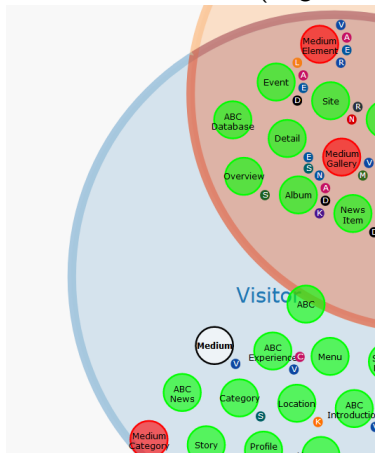 V
Medium
Element
A
E
R
L
Event
A
E
D
Site
R
N
ABC
Database
Detail
E
S
Medium
Gallery
V
M
Overview
S
N
Album
A
D
K
News
Item
D
Visitor
ABC
Medium
V
ABC
Experience
C
V
Menu
ABC
News
Category
S
Location
K
ABC
Introductio
V
Medium
Category
Story
Profile